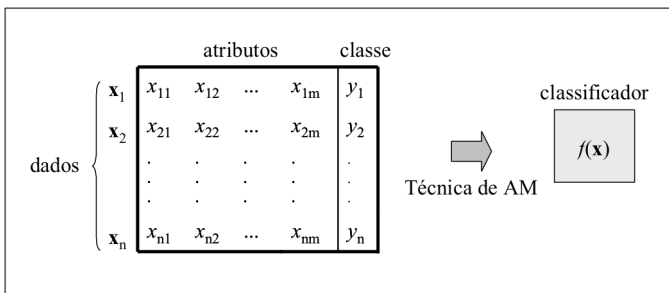 atributos classe
x₁ x₁₁ x₁₂ ... x₁ₘ y₁
classificador
x₂ x₂₁ x₂₂ ... x₂ₘ y₂
f(x)
dados
Técnica de AM
xₙ xₙ₁ xₙ₂ ... xₙₘ yₙ